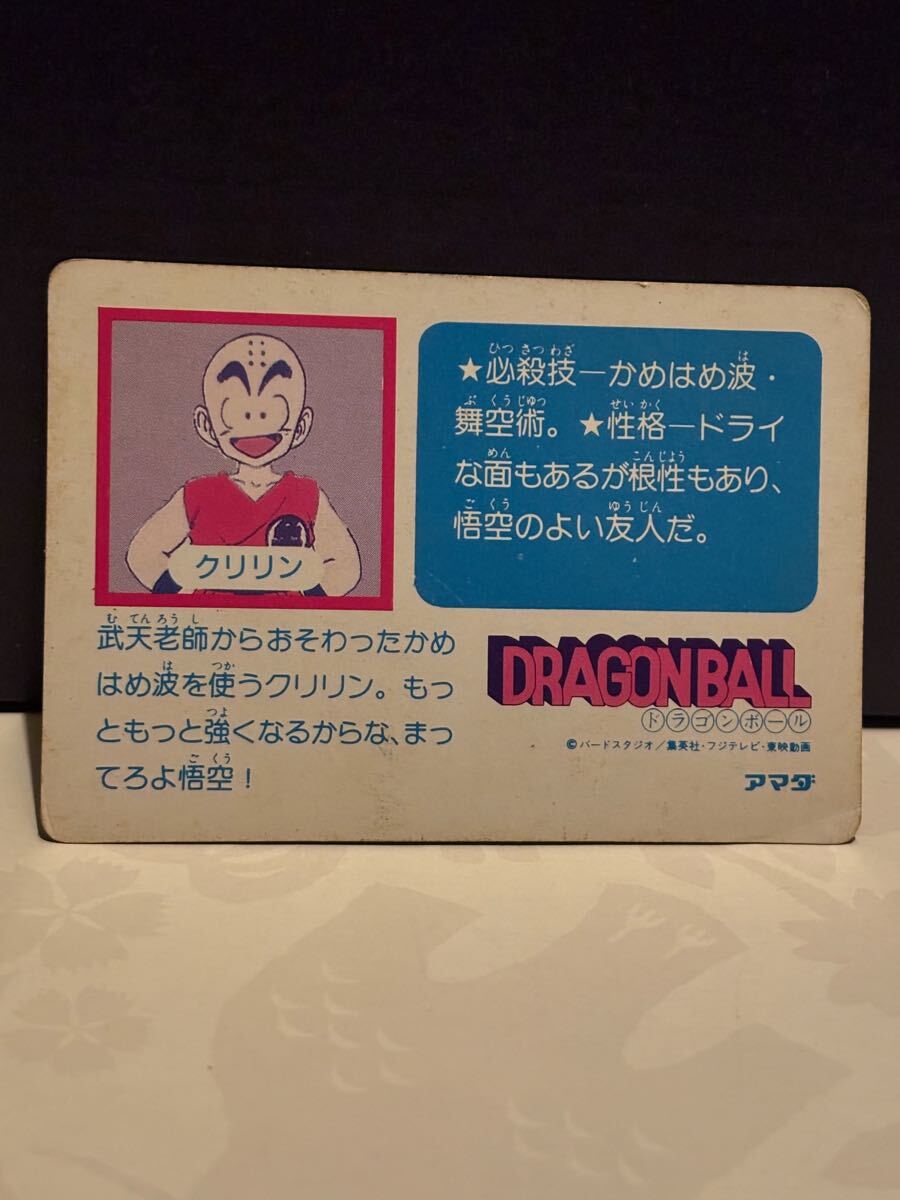 クリリン
★必殺技—かめはめ波・
舞空術。★性格—ドライ
な面もあるが根性もあり、
悟空のよい友人だ。
武天老師からおそわったかめ
はめ波を使うクリリン。もっ
ともっと強くなるからな、まっ
てろよ悟空！
DRAGONBALL
ドラゴンボール
©バードスタジオ／集英社・フジテレビ・東映動画
アマダ